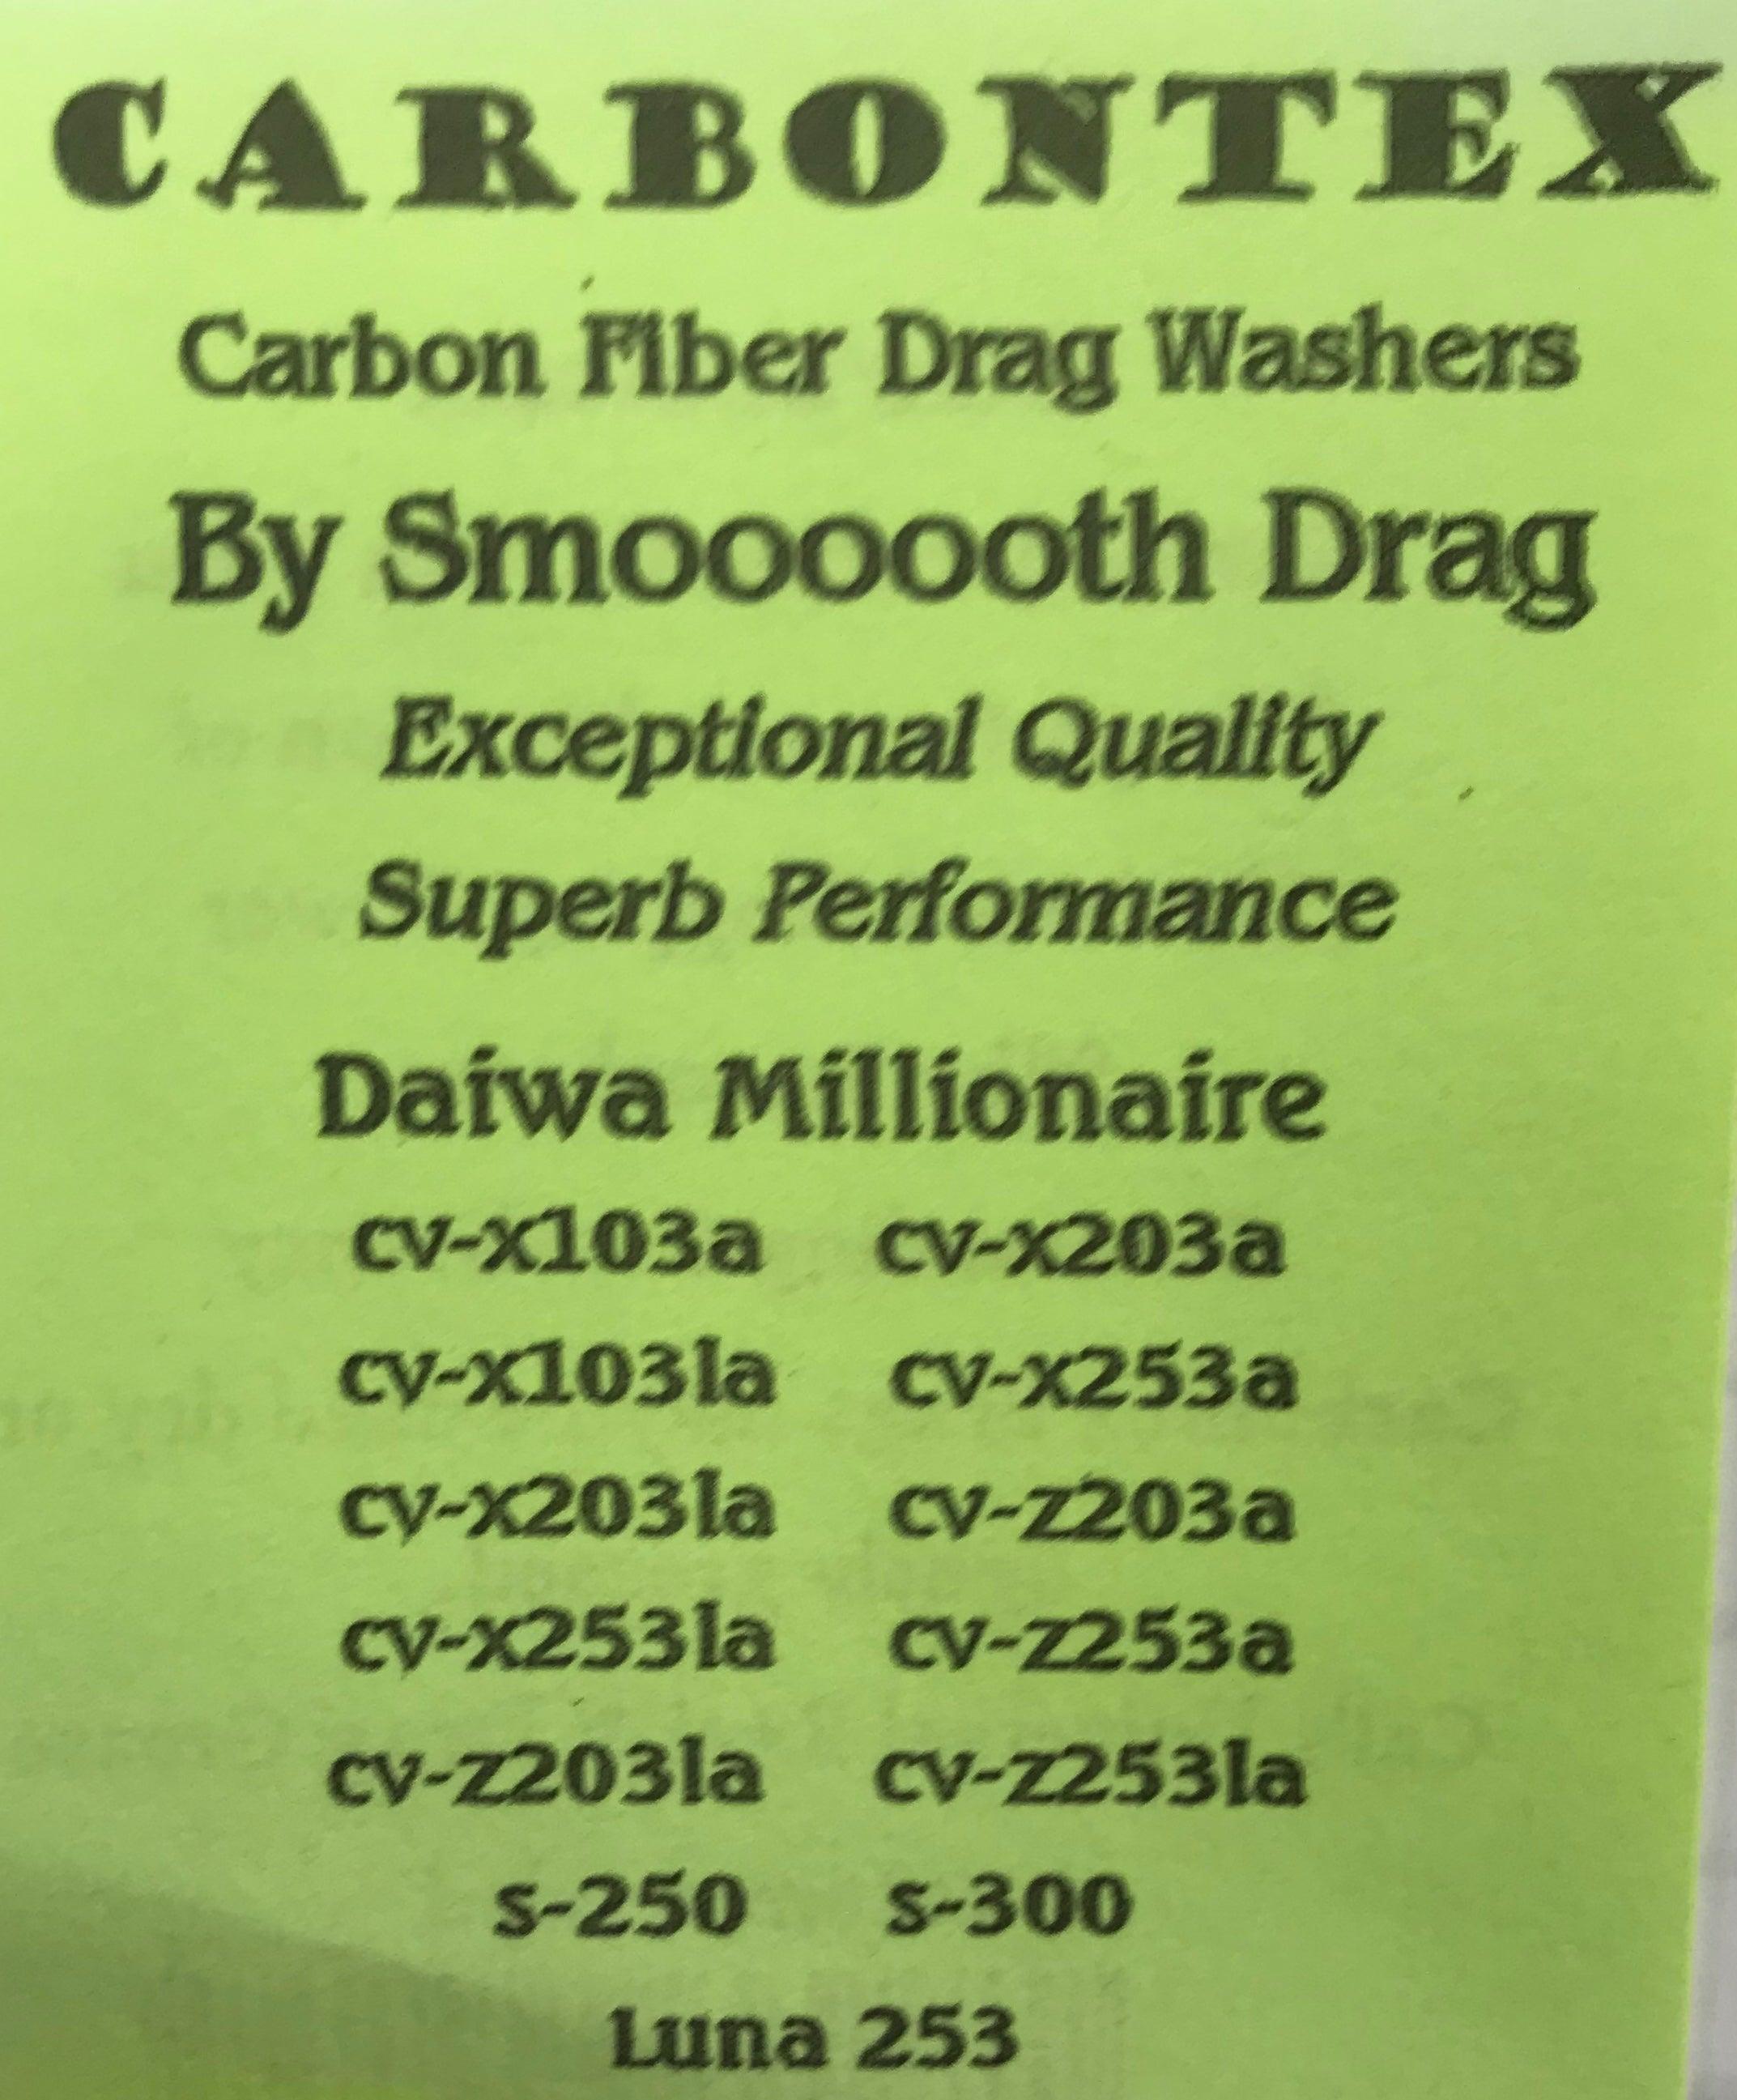 CARBONTEX
Carbon Fiber Drag Washers
By Smoooooth Drag
Exceptional Quality
Superb Performance
Daiwa Millionaire
cv-x103a cv-x203a
cv-x103la cv-x253a
cv-x203la cv-z203a
cv-x253la cv-z253a
cv-z203la cv-z253la
s-250 s-300
Luna 253